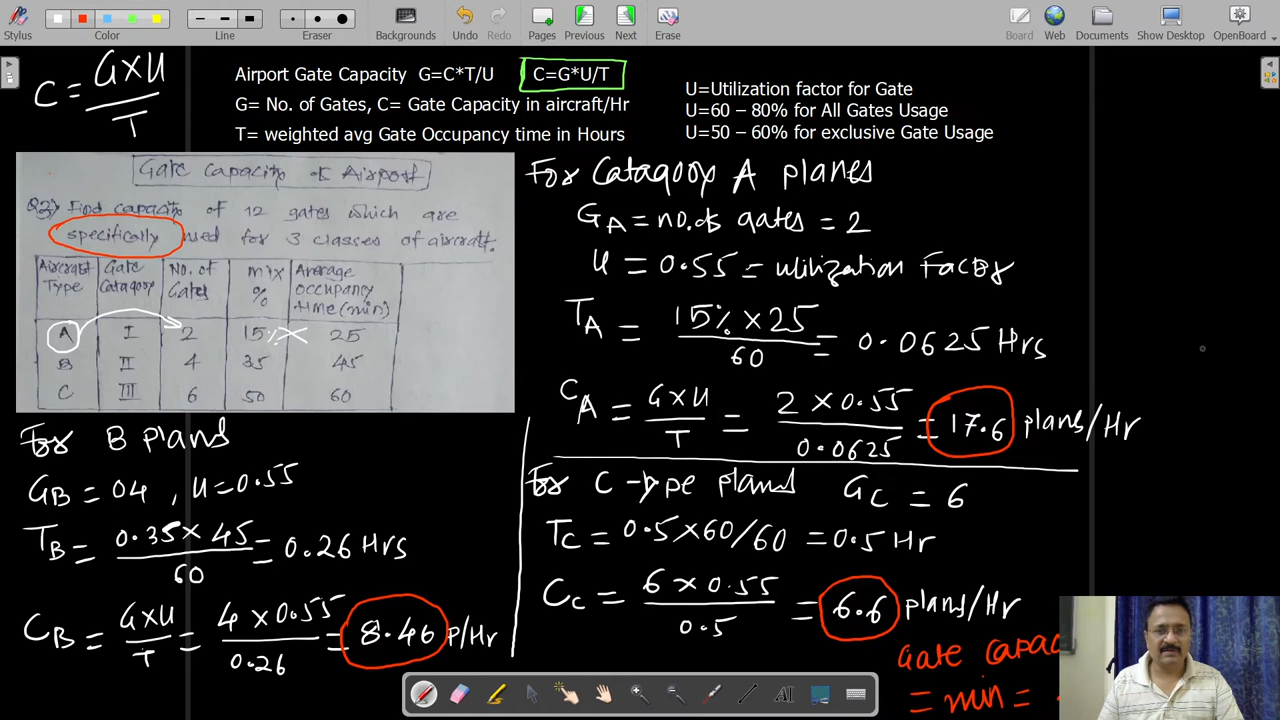 Stylus Color Line Eraser Backgrounds Undo Redo Pages Previous Next Erase Board Web Documents Desktop OpenBoard
C = G×U / T
Airport Gate Capacity G=C*T/U C=G*U/T
G= No. of Gates, C= Gate Capacity in aircraft/Hr
T= weighted avg Gate Occupancy time in Hours
U=Utilization factor for Gate
U=60 – 80% for All Gates Usage
U=50 – 60% for exclusive Gate Usage
Gate Capacity of Airport
Q3) Find capacity of 12 gates which are
specifically used for 3 classes of aircraft.
Aircraft Type Gate Catagory No. of Gates mix % Average occupancy time (min)
A I 2 15% × 25
B II 4 35 45
C III 6 50 60
For Catagory A planes
GA = no. of gates = 2
U = 0.55 = utilization Factor
TA = 15% × 25 / 60 = 0.0625 Hrs
CA = G×U / T = 2 × 0.55 / 0.0625 = 17.6 plans/Hr
For B Plans
GB = 04, U = 0.55
TB = 0.35 × 45 / 60 = 0.26 Hrs
CB = G×U / T = 4 × 0.55 / 0.26 = 8.46 P/Hr
For C-type plans GC = 6
TC = 0.5×60/60 = 0.5 Hr
CC = 6 × 0.55 / 0.5 = 6.6 plans/Hr
Gate capac
= min =